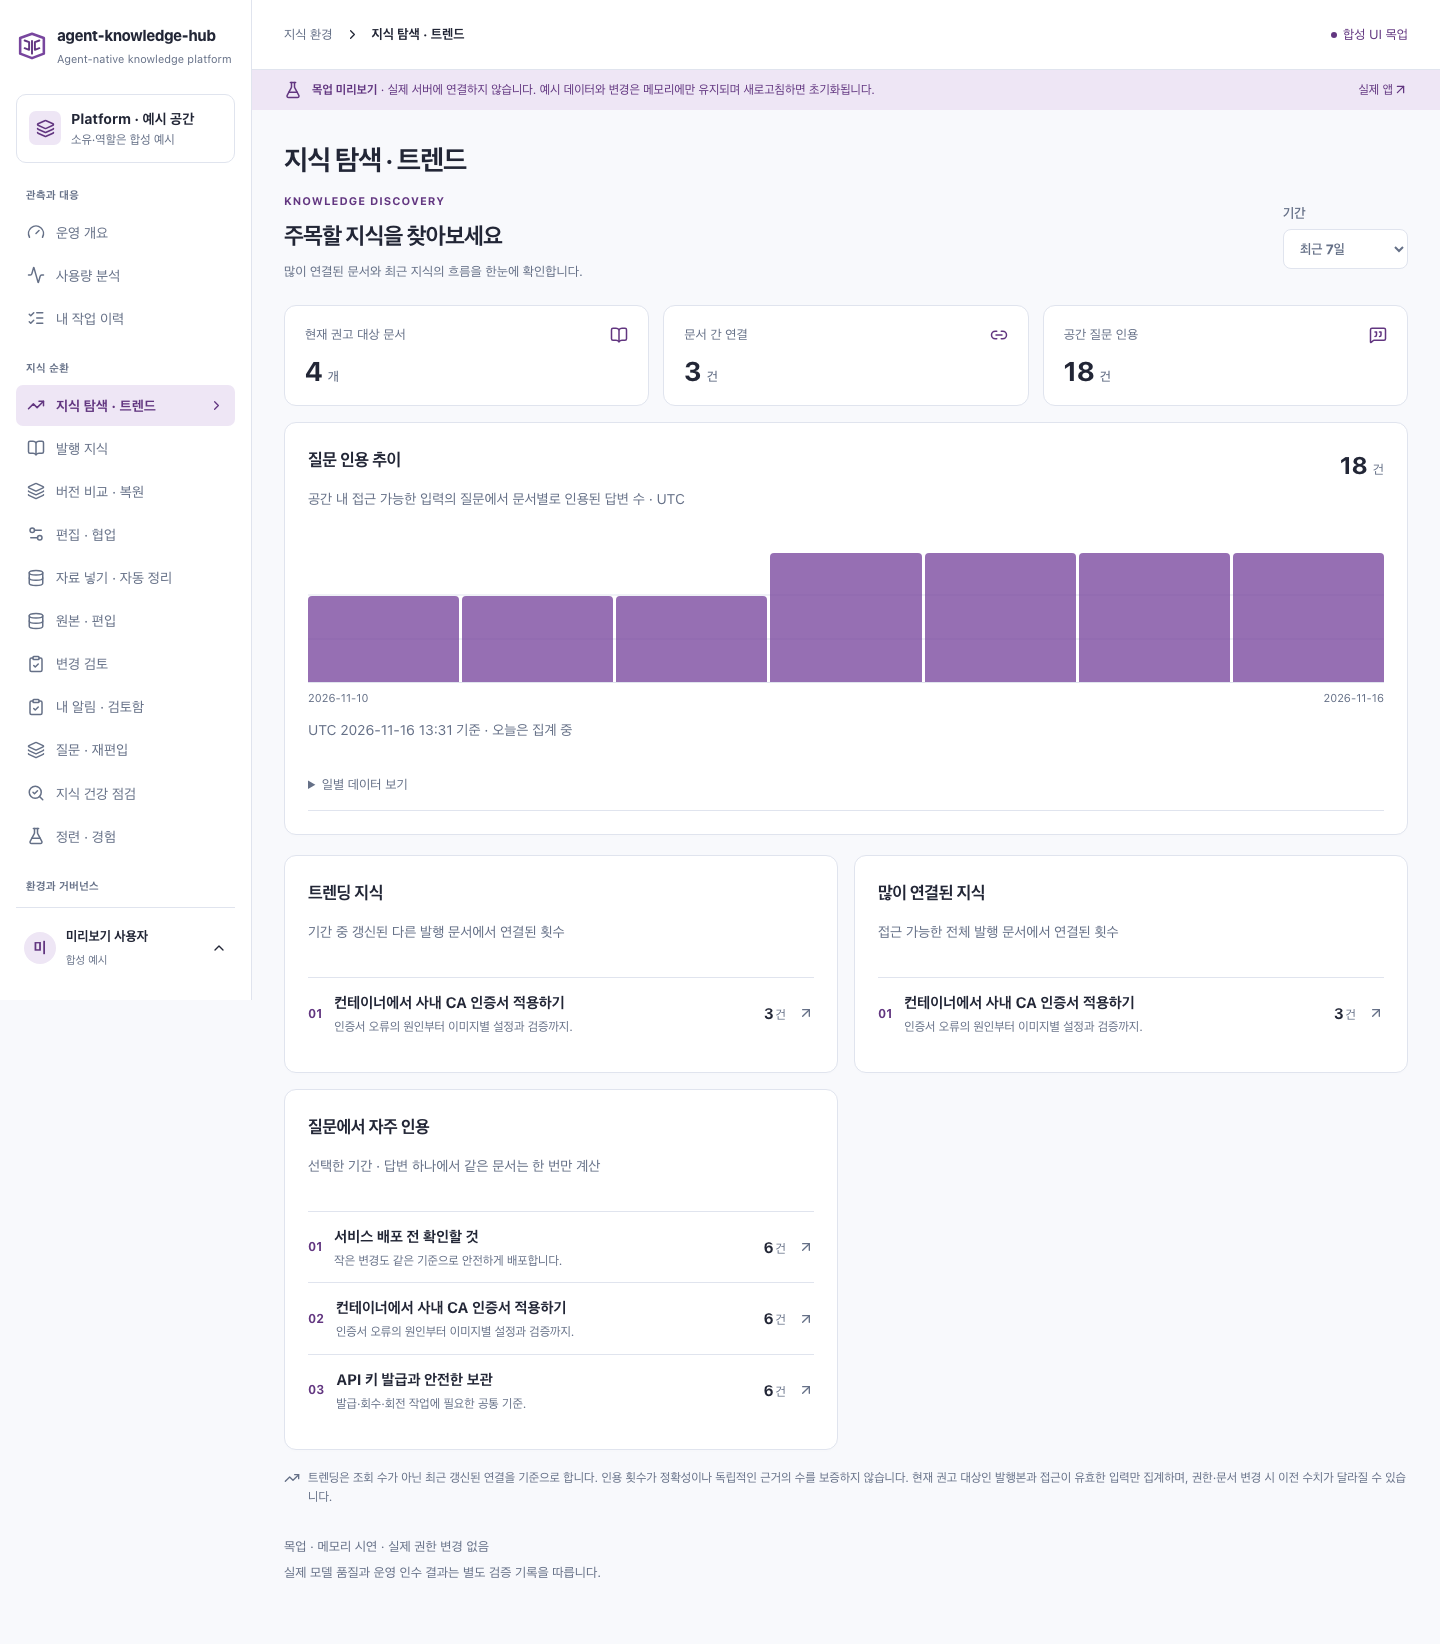 agent-knowledge-hub
Agent-native knowledge platform
Platform · 예시 공간
소유·역할은 합성 예시
관측과 대응
운영 개요
사용량 분석
내 작업 이력
지식 순환
지식 탐색 · 트렌드
발행 지식
버전 비교 · 복원
편집 · 협업
자료 넣기 · 자동 정리
원본 · 편입
변경 검토
내 알림 · 검토함
질문 · 재편입
지식 건강 점검
정련 · 경험
환경과 거버넌스
미
미리보기 사용자
합성 예시
지식 환경
지식 탐색 · 트렌드
합성 UI 목업
목업 미리보기 · 실제 서버에 연결하지 않습니다. 예시 데이터와 변경은 메모리에만 유지되며 새로고침하면 초기화됩니다.
실제 앱
지식 탐색 · 트렌드
KNOWLEDGE DISCOVERY
주목할 지식을 찾아보세요
많이 연결된 문서와 최근 지식의 흐름을 한눈에 확인합니다.
기간
최근 7일
현재 권고 대상 문서
4 개
문서 간 연결
3 건
공간 질문 인용
18 건
질문 인용 추이
18 건
공간 내 접근 가능한 입력의 질문에서 문서별로 인용된 답변 수 · UTC
2026-11-10
2026-11-16
UTC 2026-11-16 13:31 기준 · 오늘은 집계 중
일별 데이터 보기
트렌딩 지식
기간 중 갱신된 다른 발행 문서에서 연결된 횟수
01 컨테이너에서 사내 CA 인증서 적용하기 3 건
인증서 오류의 원인부터 이미지별 설정과 검증까지.
많이 연결된 지식
접근 가능한 전체 발행 문서에서 연결된 횟수
01 컨테이너에서 사내 CA 인증서 적용하기 3 건
인증서 오류의 원인부터 이미지별 설정과 검증까지.
질문에서 자주 인용
선택한 기간 · 답변 하나에서 같은 문서는 한 번만 계산
01 서비스 배포 전 확인할 것 6 건
작은 변경도 같은 기준으로 안전하게 배포합니다.
02 컨테이너에서 사내 CA 인증서 적용하기 6 건
인증서 오류의 원인부터 이미지별 설정과 검증까지.
03 API 키 발급과 안전한 보관 6 건
발급·회수·회전 작업에 필요한 공통 기준.
트렌딩은 조회 수가 아닌 최근 갱신된 연결을 기준으로 합니다. 인용 횟수가 정확성이나 독립적인 근거의 수를 보증하지 않습니다. 현재 권고 대상인 발행본과 접근이 유효한 입력만 집계하며, 권한·문서 변경 시 이전 수치가 달라질 수 있습
니다.
목업 · 메모리 시연 · 실제 권한 변경 없음
실제 모델 품질과 운영 인수 결과는 별도 검증 기록을 따릅니다.